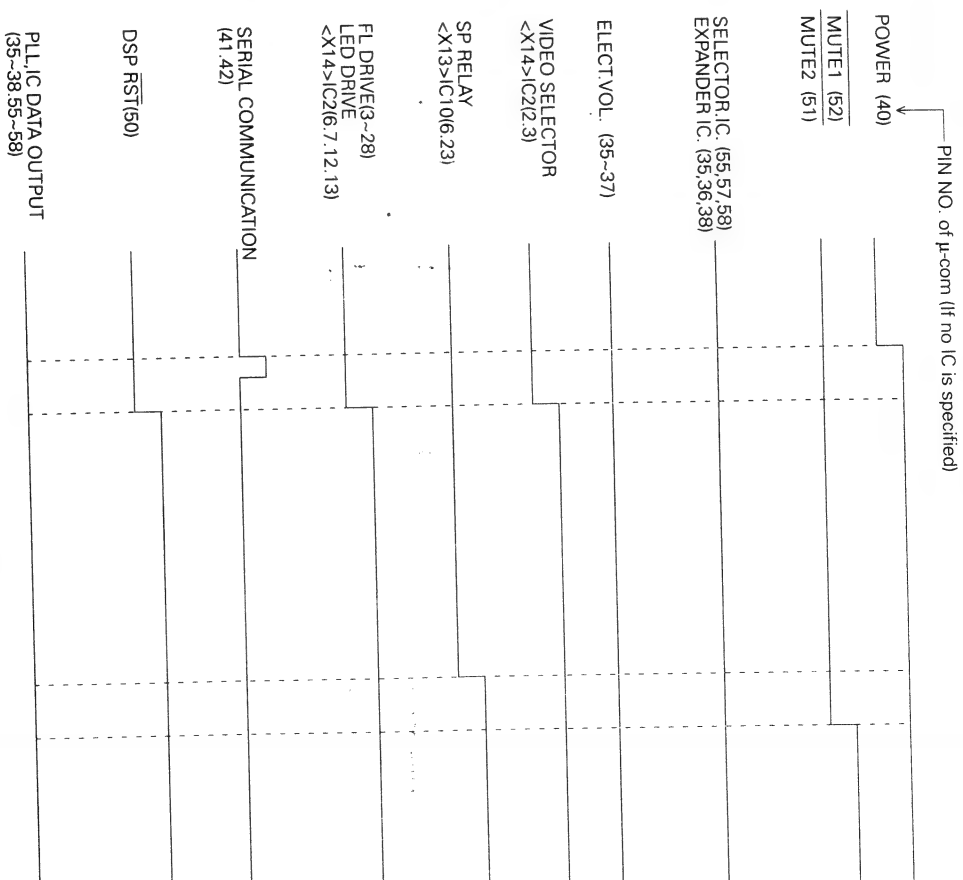 PIN NO. of μ-com (If no IC is specified)
POWER (40)
MUTE1 (52)
MUTE2 (51)
SELECTOR.IC. (55,57,58)
EXPANDER IC. (35,36,38)
ELECT.VOL. (35~37)
VIDEO SELECTOR
<X14>IC2(2.3)
SP RELAY
<X13>IC10(6.23)
FL DRIVE(3~28)
LED DRIVE
<X14>IC2(6.7.12.13)
SERIAL COMMUNICATION
(41.42)
DSP RST(50)
PLL,IC DATA OUTPUT
(35~38.55~58)